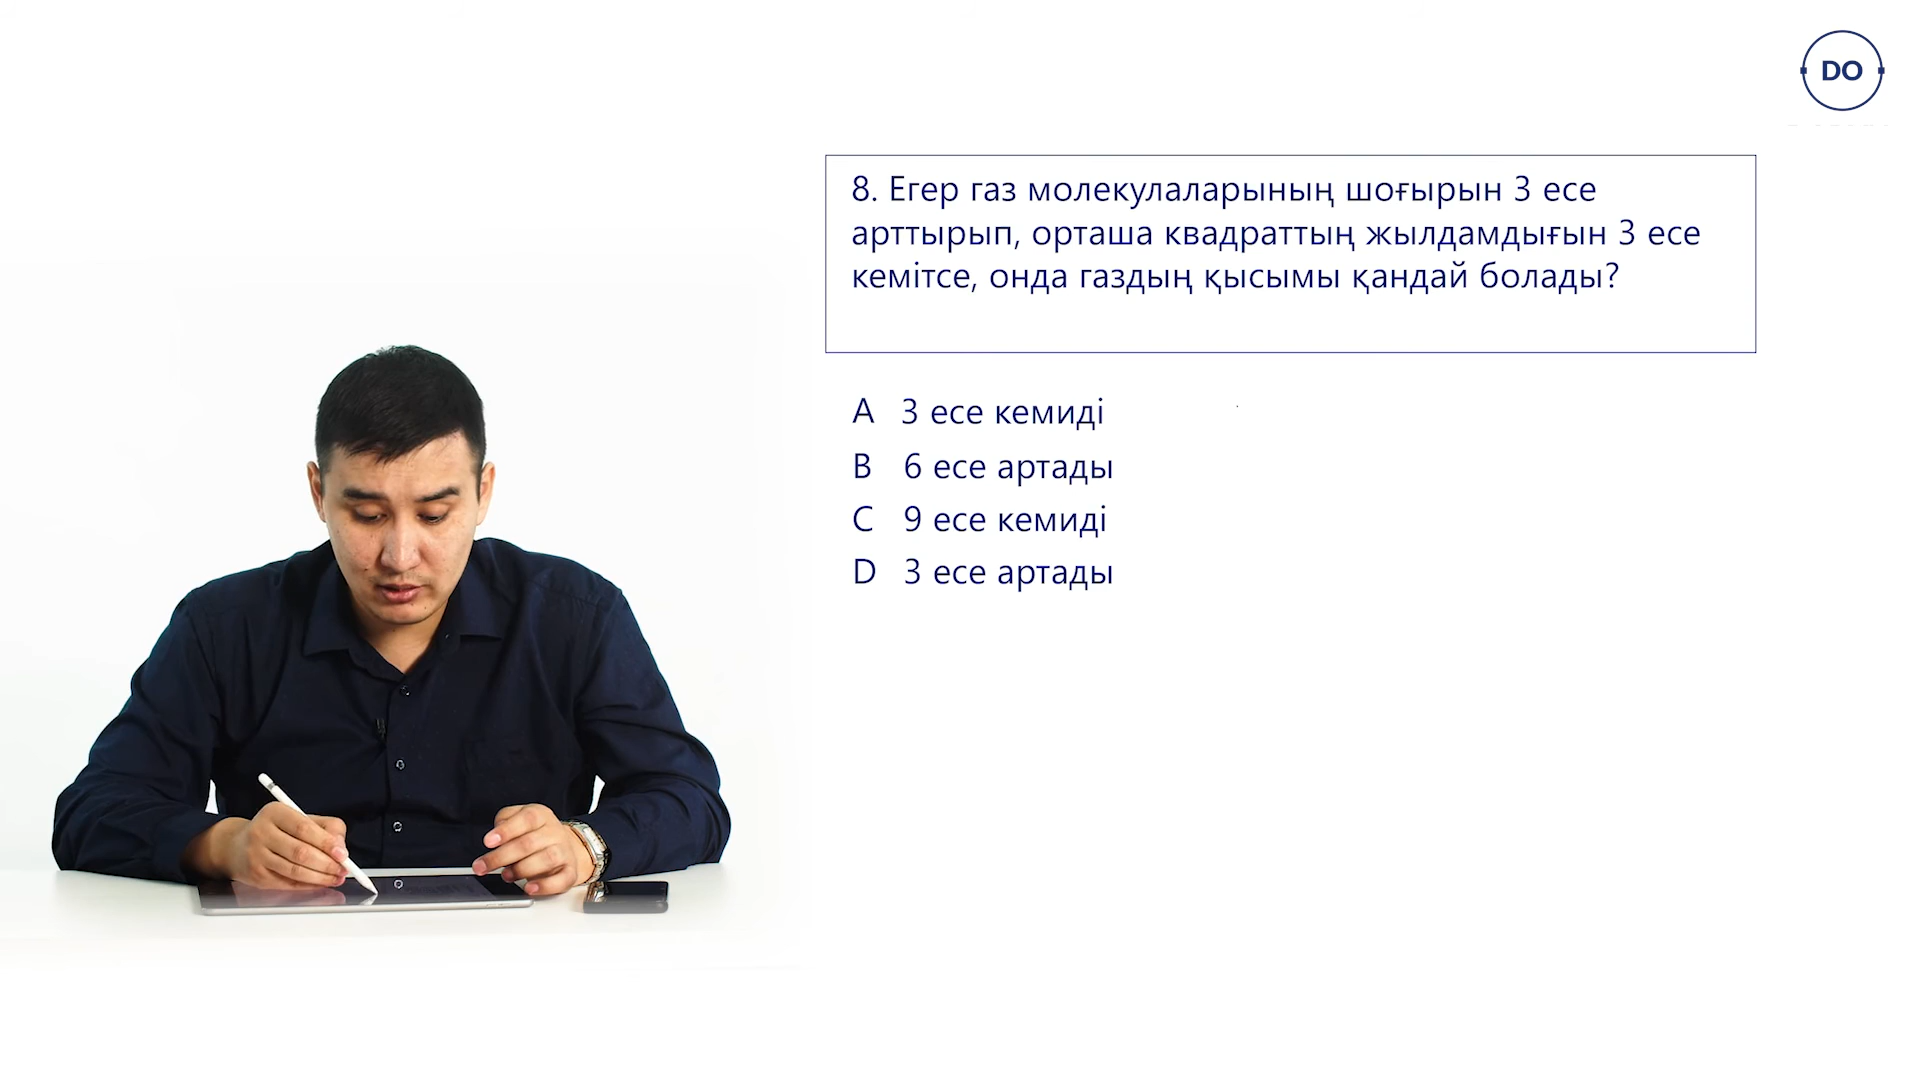 DO
8. Егер газ молекулаларының шоғырын 3 есе
арттырып, орташа квадраттың жылдамдығын 3 есе
кемітсе, онда газдың қысымы қандай болады?
A 3 есе кемиді
B 6 есе артады
C 9 есе кемиді
D 3 есе артады